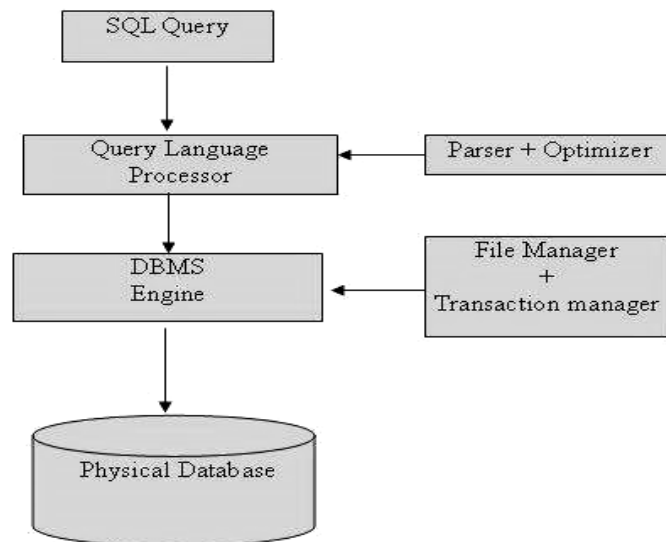 SQL Query
Query Language
Processor
Parser + Optimizer
DBMS
Engine
File Manager
+
Transaction manager
Physical Database